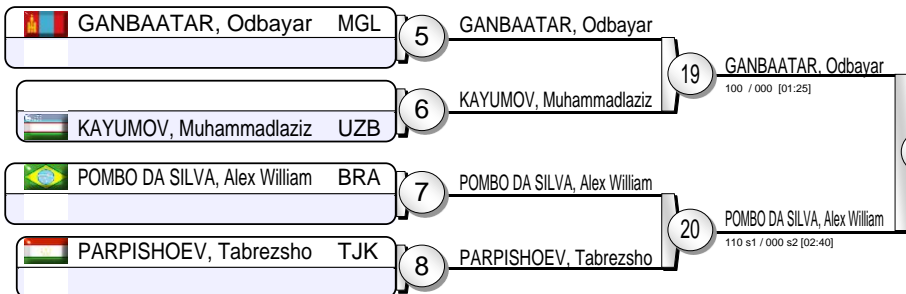 GANBAATAR, Odbayar MGL
5
GANBAATAR, Odbayar
19
GANBAATAR, Odbayar
100 / 000 [01:25]
6
KAYUMOV, Muhammadlaziz
KAYUMOV, Muhammadlaziz UZB
POMBO DA SILVA, Alex William BRA
7
POMBO DA SILVA, Alex William
20
POMBO DA SILVA, Alex William
110 s1 / 000 s2 [02:40]
PARPISHOEV, Tabrezsho TJK
8
PARPISHOEV, Tabrezsho